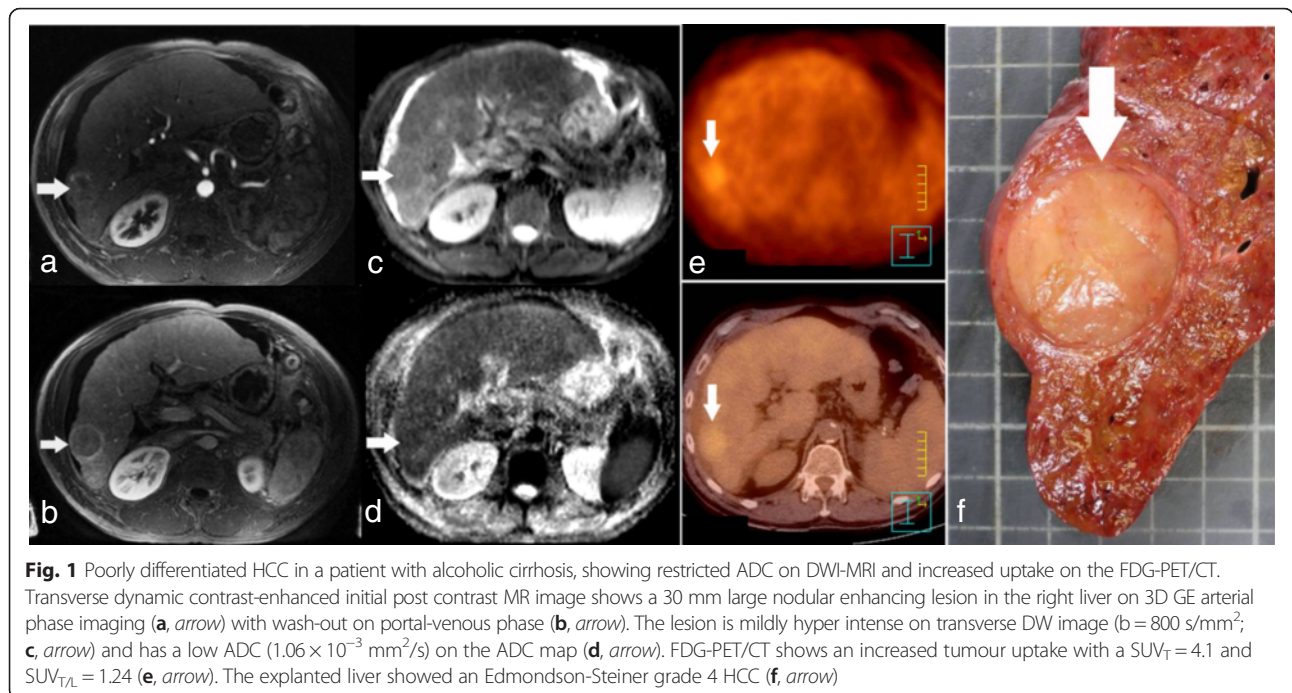 a
c
e
b
d
f
Fig. 1 Poorly differentiated HCC in a patient with alcoholic cirrhosis, showing restricted ADC on DWI-MRI and increased uptake on the FDG-PET/CT.
Transverse dynamic contrast-enhanced initial post contrast MR image shows a 30 mm large nodular enhancing lesion in the right liver on 3D GE arterial
phase imaging (a, arrow) with wash-out on portal-venous phase (b, arrow). The lesion is mildly hyper intense on transverse DW image (b = 800 s/mm²;
c, arrow) and has a low ADC (1.06 × 10⁻³ mm²/s) on the ADC map (d, arrow). FDG-PET/CT shows an increased tumour uptake with a SUVT = 4.1 and
SUVT/L = 1.24 (e, arrow). The explanted liver showed an Edmondson-Steiner grade 4 HCC (f, arrow)